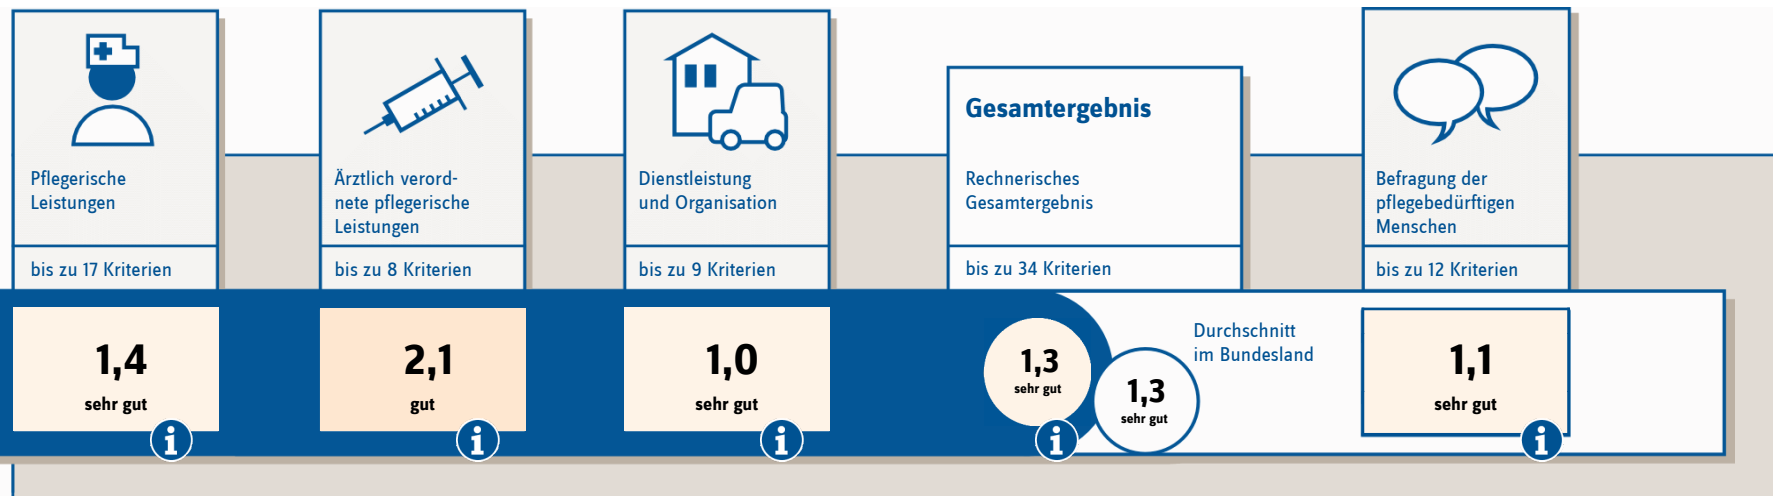 Pflegerische
Leistungen
bis zu 17 Kriterien
1,4
sehr gut
i
Ärztlich verord-
nete pflegerische
Leistungen
bis zu 8 Kriterien
2,1
gut
i
Dienstleistung
und Organisation
bis zu 9 Kriterien
1,0
sehr gut
i
Gesamtergebnis
Rechnerisches
Gesamtergebnis
bis zu 34 Kriterien
1,3
sehr gut
i
1,3
sehr gut
Durchschnitt
im Bundesland
Befragung der
pflegebedürftigen
Menschen
bis zu 12 Kriterien
1,1
sehr gut
i